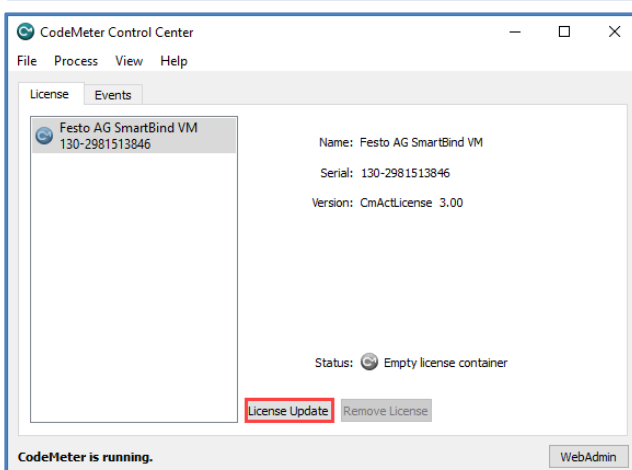 CodeMeter Control Center
File Process View Help
License Events
Festo AG SmartBind VM
130-2981513846
Name: Festo AG SmartBind VM
Serial: 130-2981513846
Version: CmActLicense 3.00
Status: Empty license container
License Update Remove License
CodeMeter is running. WebAdmin